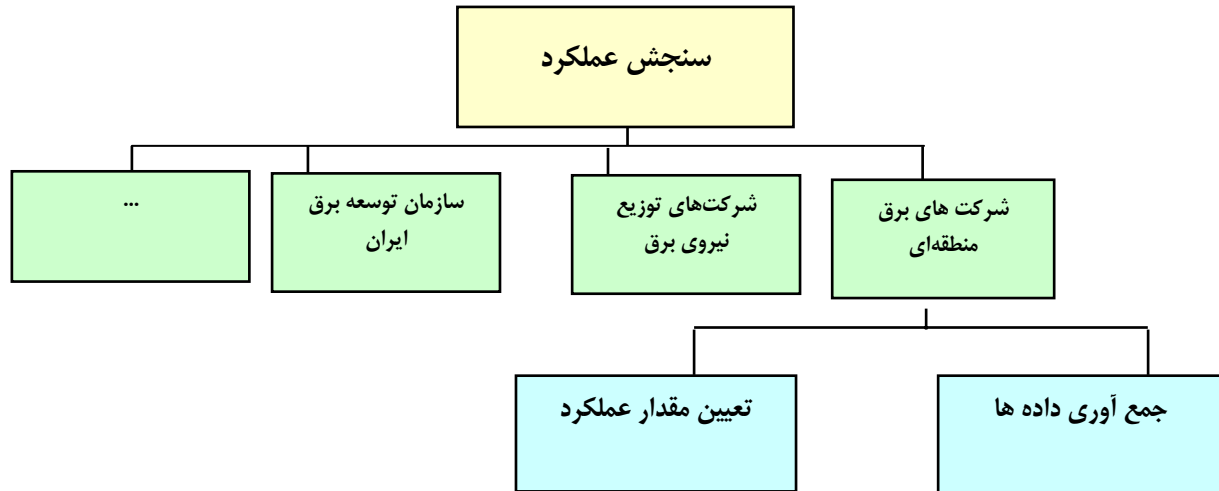 سنجش عملکرد
شرکت های برق
منطقه‌ای
شرکت‌های توزیع
نیروی برق
سازمان توسعه برق
ایران
...
جمع آوری داده ها
تعیین مقدار عملکرد